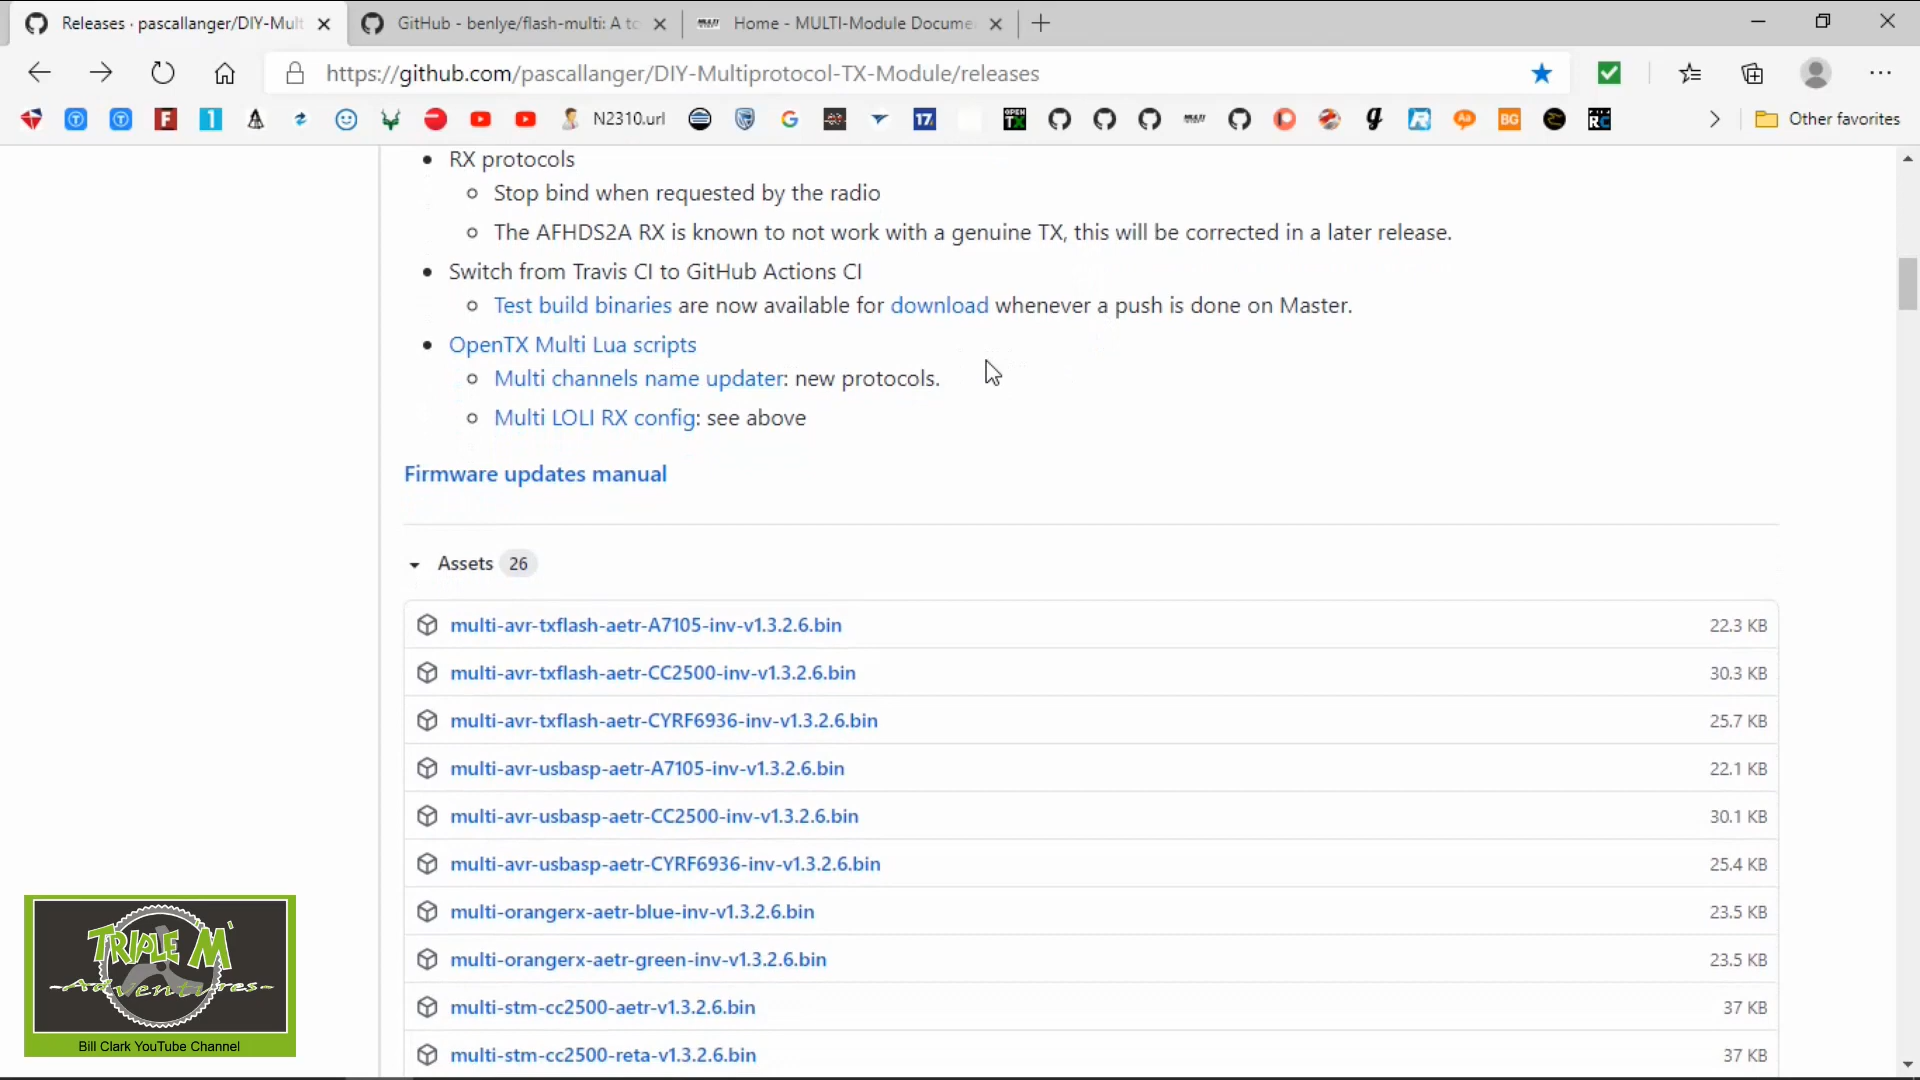 Releases · pascallanger/DIY-Mult
GitHub - benlye/flash-multi: A to
Home - MULTI-Module Docume
https://github.com/pascallanger/DIY-Multiprotocol-TX-Module/releases
N2310.url
Other favorites
RX protocols
Stop bind when requested by the radio
The AFHDS2A RX is known to not work with a genuine TX, this will be corrected in a later release.
Switch from Travis CI to GitHub Actions CI
Test build binaries are now available for download whenever a push is done on Master.
OpenTX Multi Lua scripts
Multi channels name updater: new protocols.
Multi LOLI RX config: see above
Firmware updates manual
Assets 26
multi-avr-txflash-aetr-A7105-inv-v1.3.2.6.bin 22.3 KB
multi-avr-txflash-aetr-CC2500-inv-v1.3.2.6.bin 30.3 KB
multi-avr-txflash-aetr-CYRF6936-inv-v1.3.2.6.bin 25.7 KB
multi-avr-usbasp-aetr-A7105-inv-v1.3.2.6.bin 22.1 KB
multi-avr-usbasp-aetr-CC2500-inv-v1.3.2.6.bin 30.1 KB
multi-avr-usbasp-aetr-CYRF6936-inv-v1.3.2.6.bin 25.4 KB
multi-orangerx-aetr-blue-inv-v1.3.2.6.bin 23.5 KB
multi-orangerx-aetr-green-inv-v1.3.2.6.bin 23.5 KB
multi-stm-cc2500-aetr-v1.3.2.6.bin 37 KB
multi-stm-cc2500-reta-v1.3.2.6.bin 37 KB
TRIPLE M
-Adventures-
Bill Clark YouTube Channel